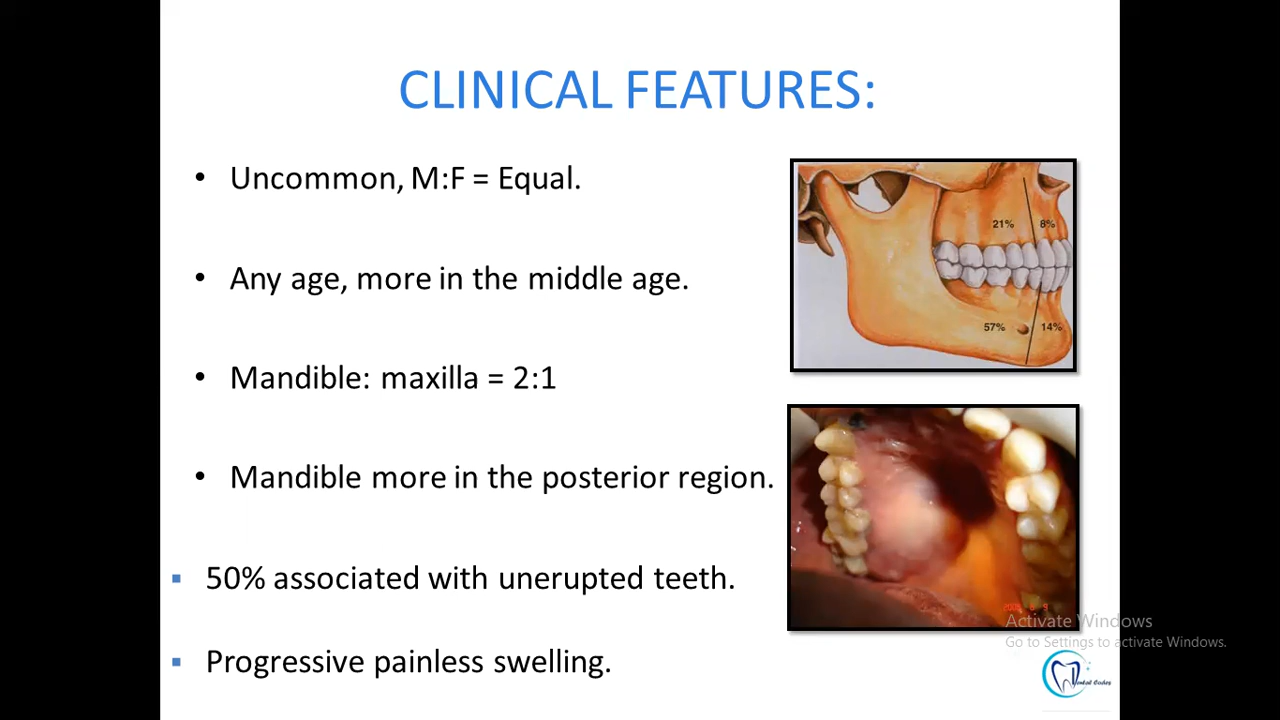 CLINICAL FEATURES:
• Uncommon, M:F = Equal.
• Any age, more in the middle age.
• Mandible: maxilla = 2:1
• Mandible more in the posterior region.
▪ 50% associated with unerupted teeth.
▪ Progressive painless swelling.
21% 8%
57% 14%
Activate Windows
Go to Settings to activate Windows.
Dental Codes